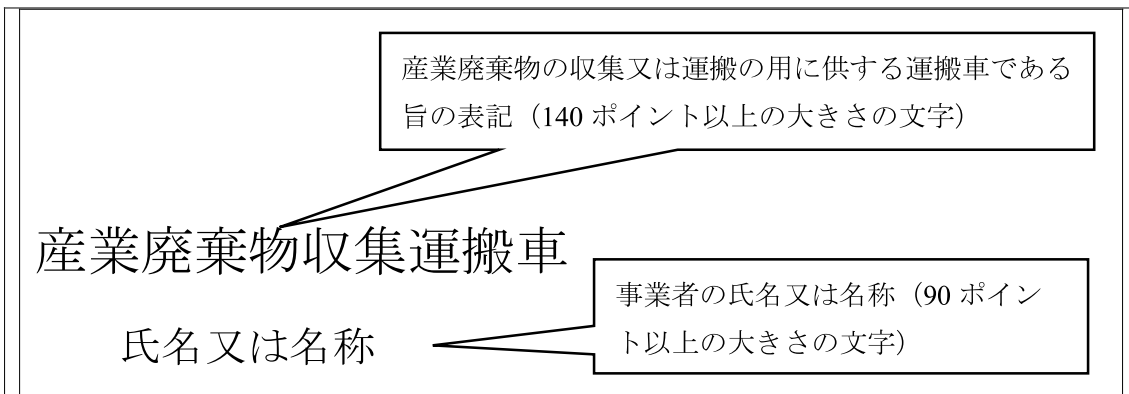 産業廃棄物の収集又は運搬の用に供する運搬車である
旨の表記（140 ポイント以上の大きさの文字）
産業廃棄物収集運搬車
事業者の氏名又は名称（90 ポイン
ト以上の大きさの文字）
氏名又は名称